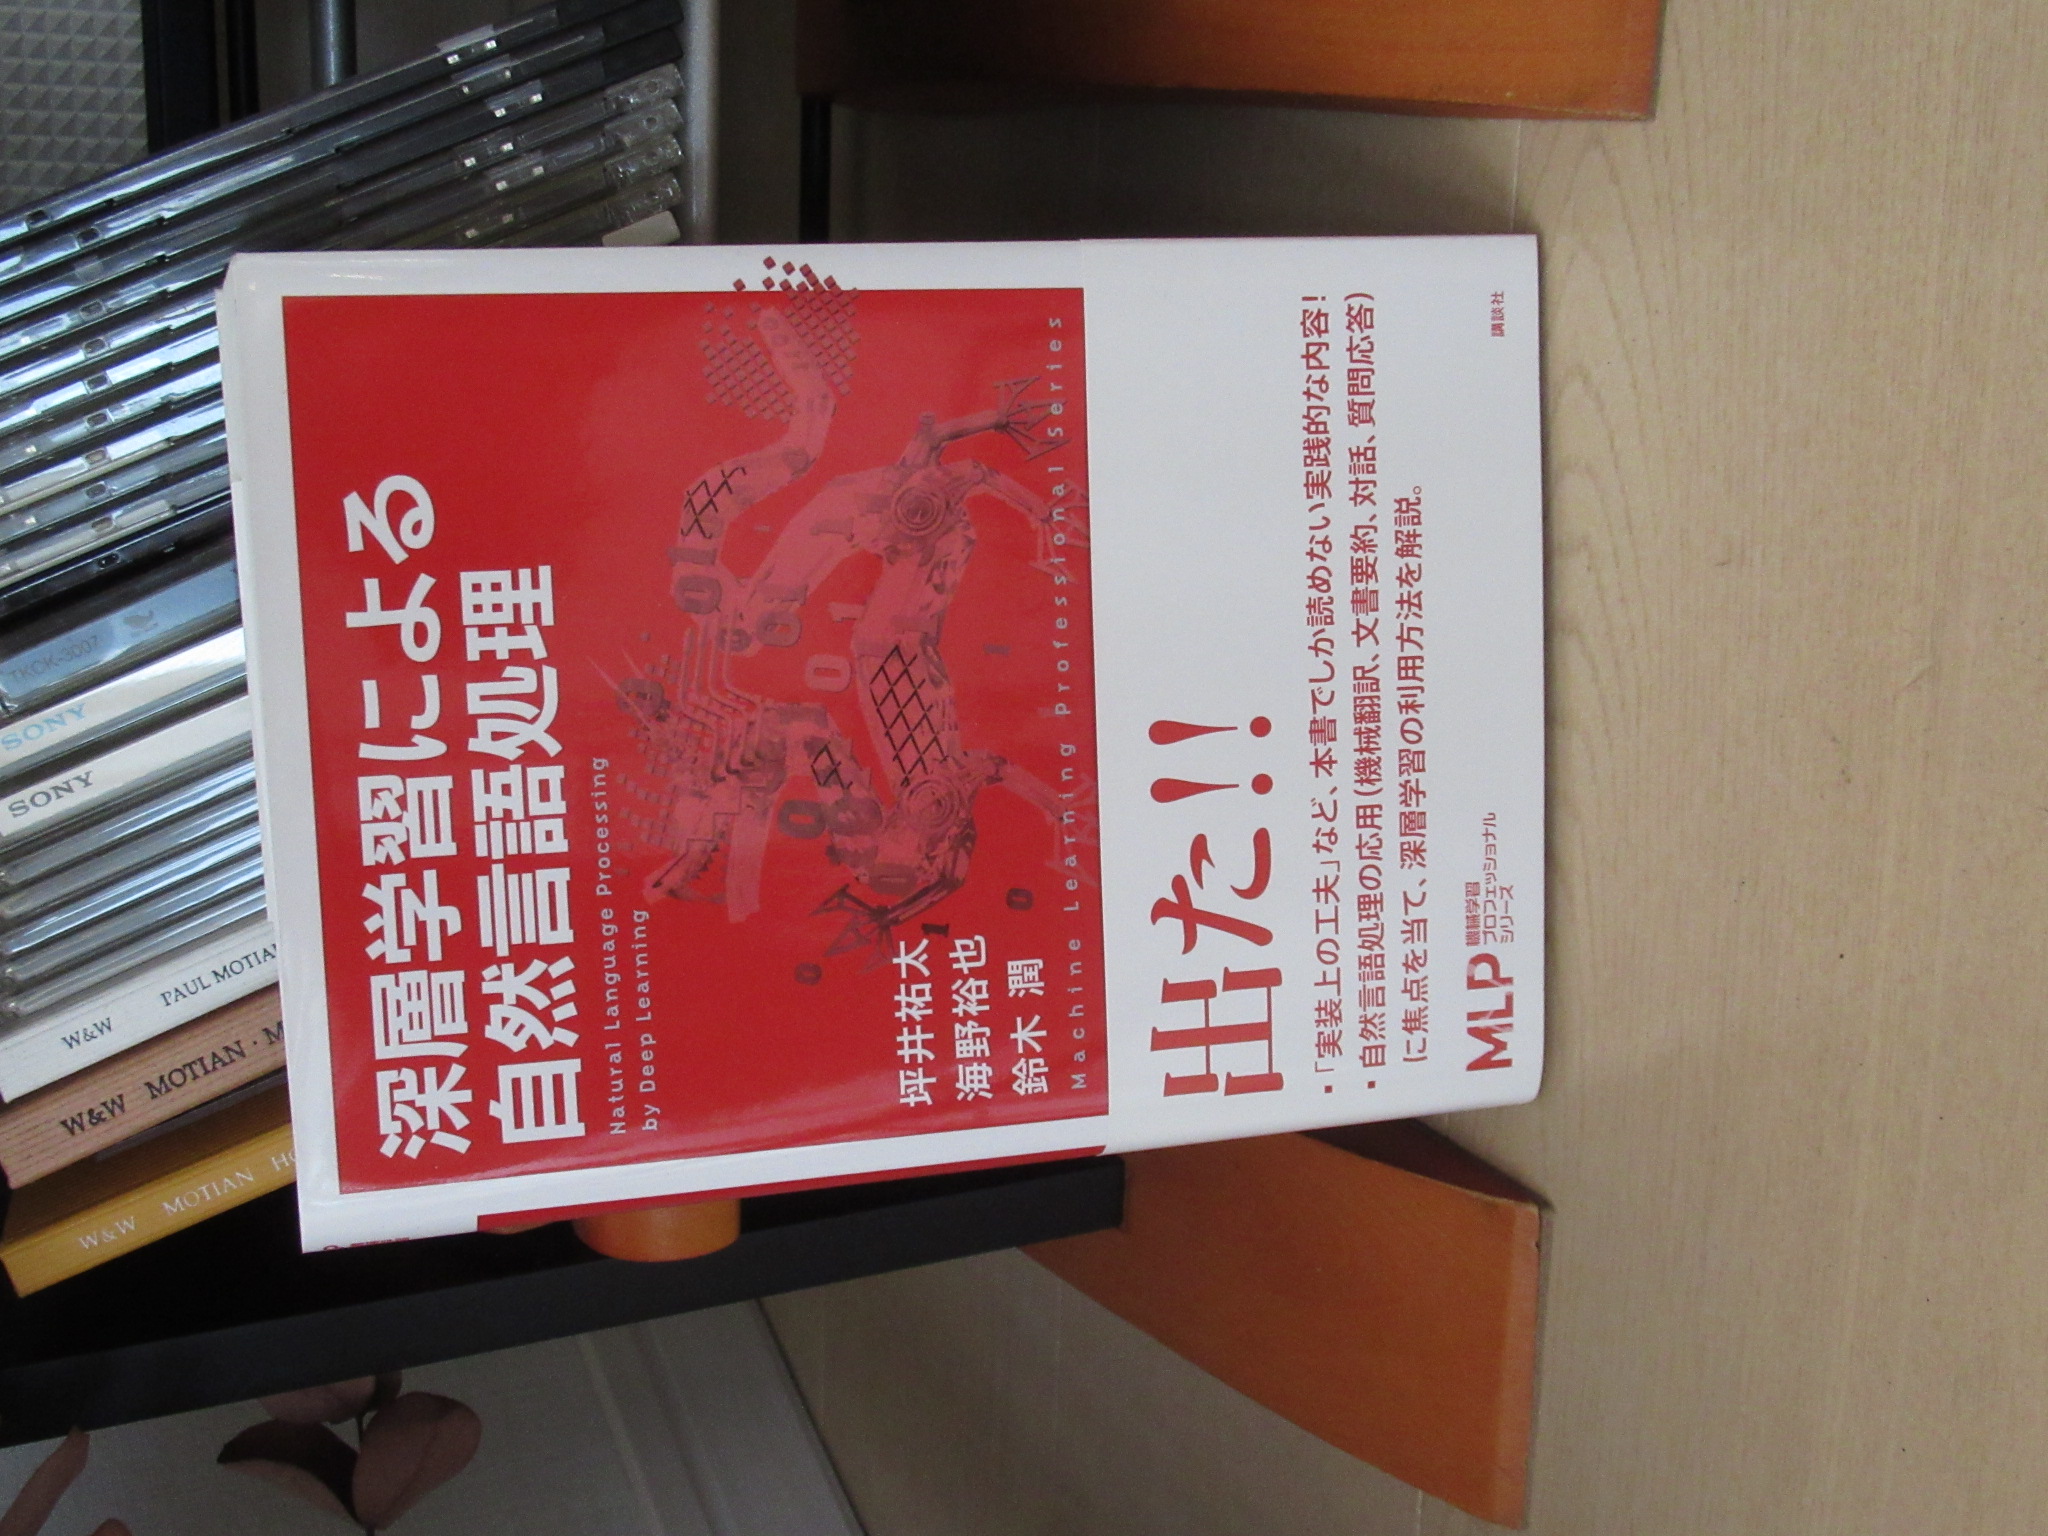 深層学習による
自然言語処理
Natural Language Processing
by Deep Learning
坪井祐太
海野裕也
鈴木 潤
Machine Learning Professional Series
出た!!
・「実装上の工夫」など、本書でしか読めない実践的な内容!
・自然言語処理の応用(機械翻訳、文書要約、対話、質問応答)
に焦点を当て、深層学習の利用方法を解説。
MLP
機械学習
プロフェッショナル
シリーズ
講談社
TKCK-3007
SONY
SONY
W&W PAUL MOTIAN
W&W MOTIAN・M
W&W MOTIAN HO